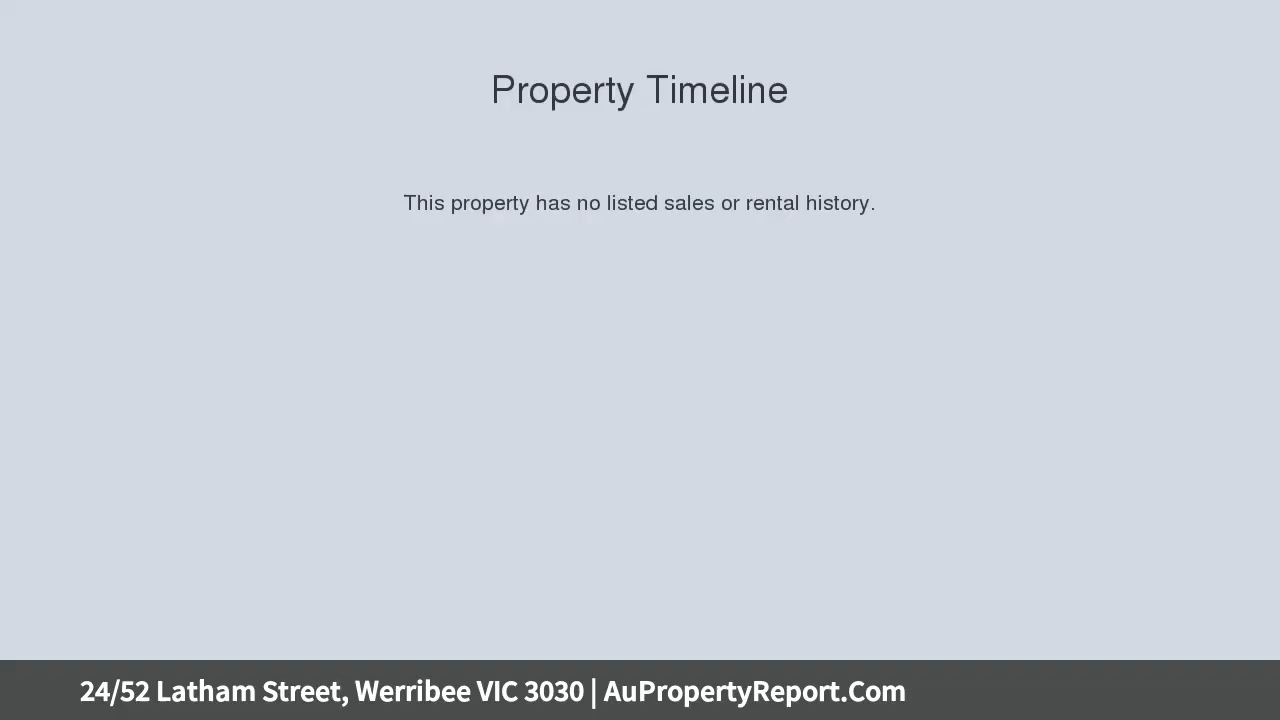 Property Timeline
This property has no listed sales or rental history.
24/52 Latham Street, Werribee VIC 3030 | AuPropertyReport.Com